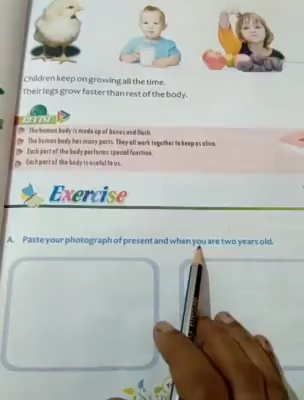 Children keep on growing all the time.
Their legs grow faster than rest of the body.
REVISE
The human body is made up of bones and flesh.
The human body has many parts. They all work together to keep us alive.
Each part of the body performs special function.
Each part of the body is useful to us.
Exercise
A. Paste your photograph of present and when you are two years old.